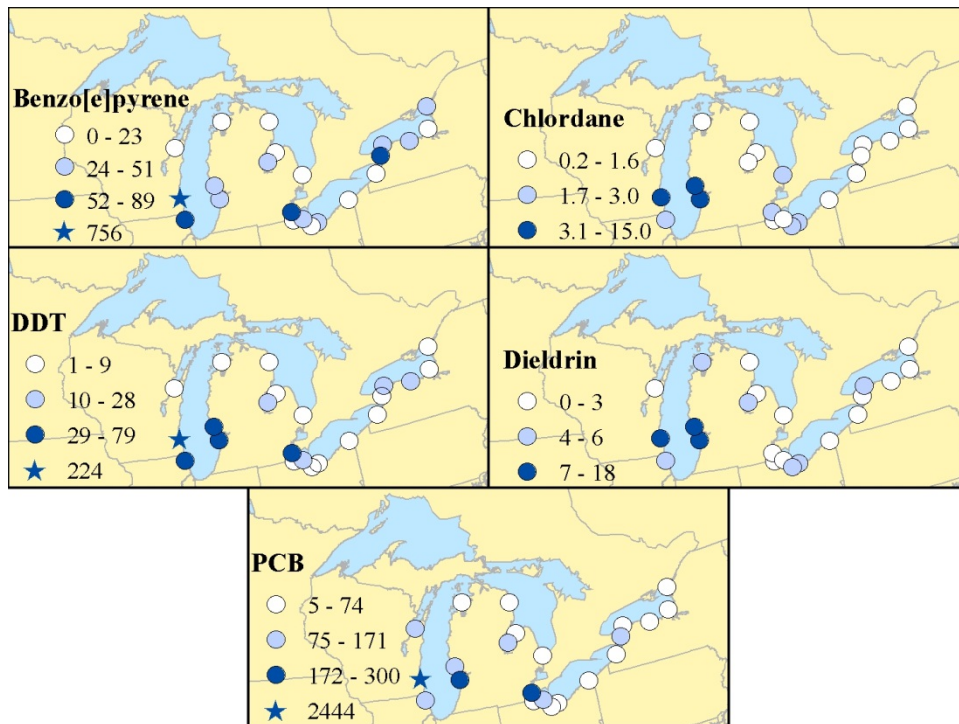 Benzo[e]pyrene
0 - 23
24 - 51
52 - 89
756
Chlordane
0.2 - 1.6
1.7 - 3.0
3.1 - 15.0
DDT
1 - 9
10 - 28
29 - 79
224
Dieldrin
0 - 3
4 - 6
7 - 18
PCB
5 - 74
75 - 171
172 - 300
2444